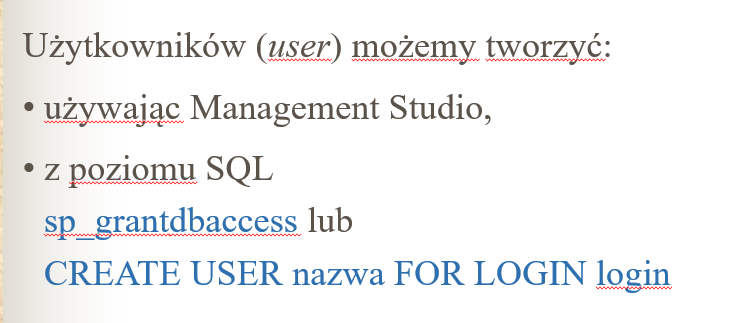 Użytkowników (user) możemy tworzyć:
• używając Management Studio,
• z poziomu SQL
sp_grantdbaccess lub
CREATE USER nazwa FOR LOGIN login